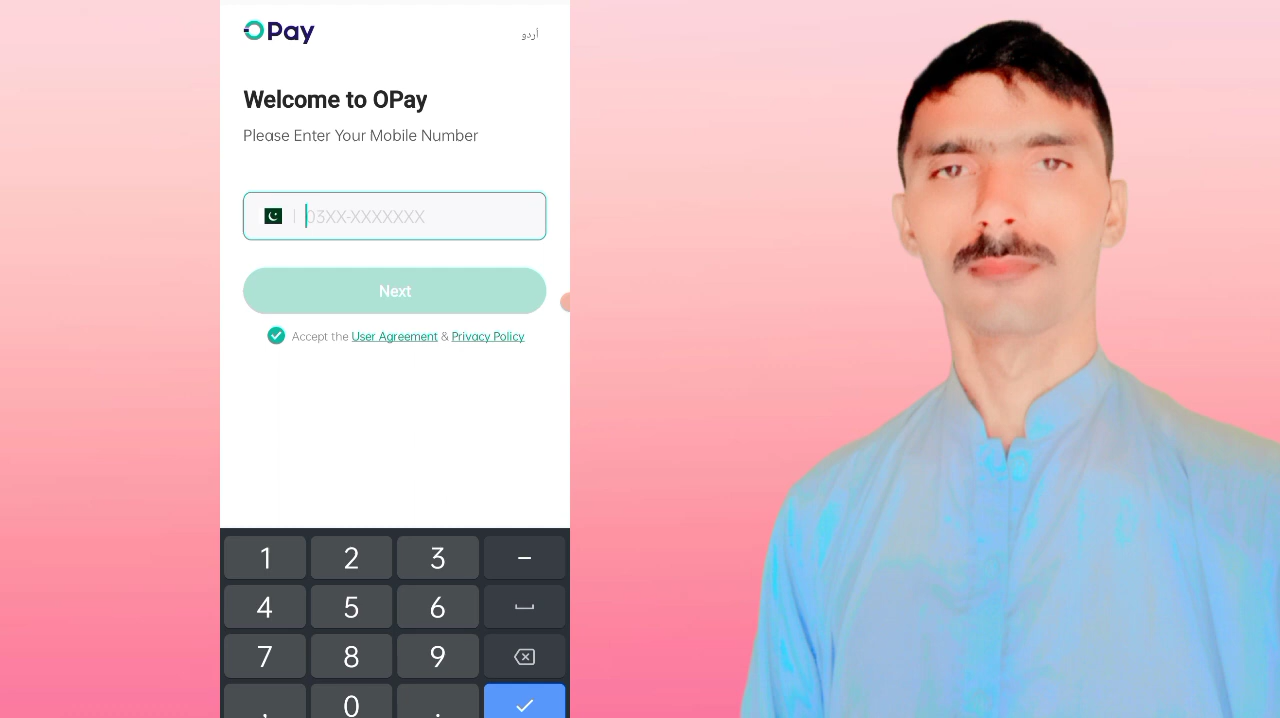 OPay
اُردو
Welcome to OPay
Please Enter Your Mobile Number
03XX-XXXXXXX
Next
Accept the User Agreement & Privacy Policy
1 2 3 -
4 5 6
7 8 9
, 0 .